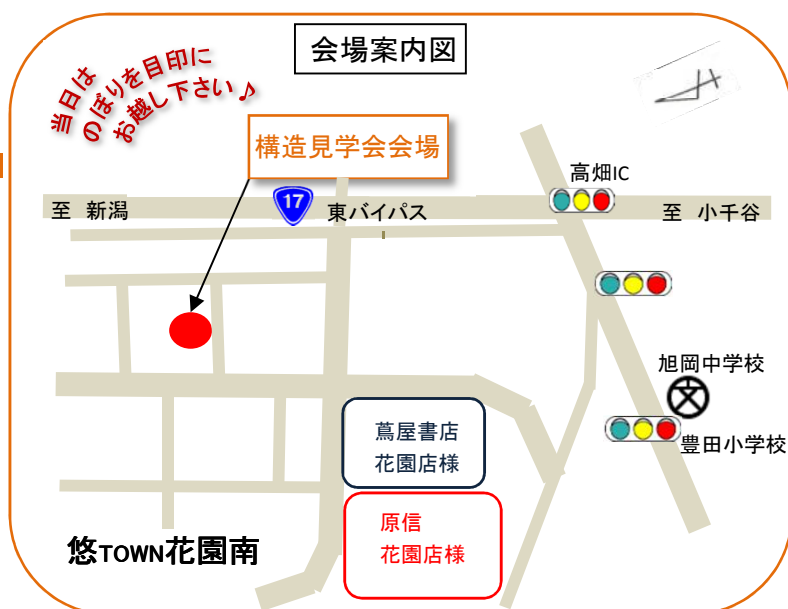 会場案内図
当日は
のぼりを目印に
お越し下さい♪
構造見学会会場
高畑IC
至 新潟
17
東バイパス
至 小千谷
旭岡中学校
文
豊田小学校
蔦屋書店
花園店様
原信
花園店様
悠TOWN花園南